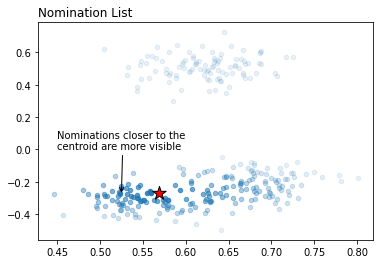 Nomination List
0.6
0.4
0.2
0.0
−0.2
−0.4
Nominations closer to the
centroid are more visible
0.45 0.50 0.55 0.60 0.65 0.70 0.75 0.80